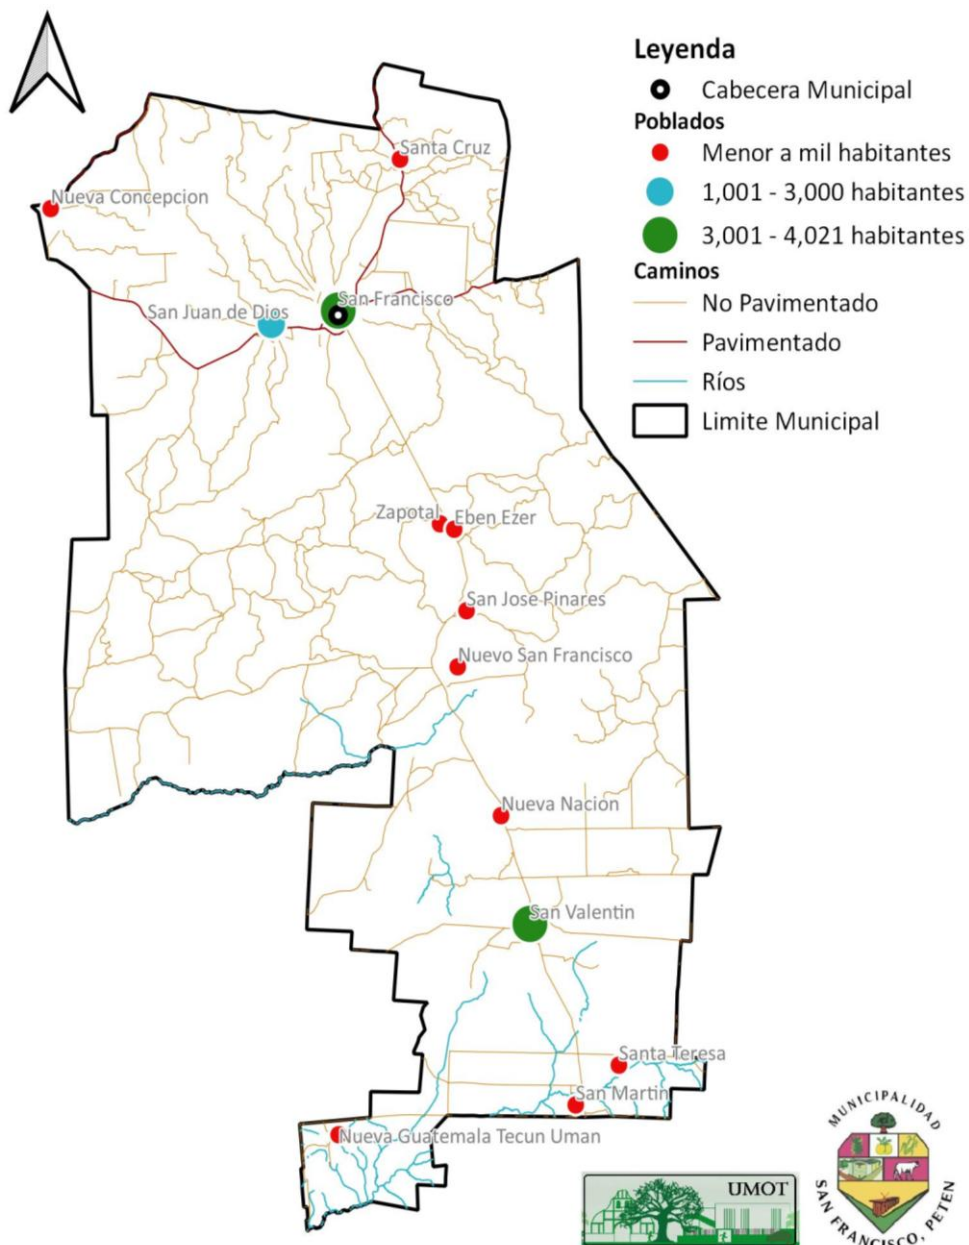 Leyenda
Cabecera Municipal
Poblados
Menor a mil habitantes
1,001 - 3,000 habitantes
3,001 - 4,021 habitantes
Caminos
No Pavimentado
Pavimentado
Ríos
Limite Municipal
Santa Cruz
Nueva Concepcion
San Francisco
San Juan de Dios
Zapotal
Eben Ezer
San Jose Pinares
Nuevo San Francisco
Nueva Nación
San Valentin
Santa Teresa
San Martin
Nueva Guatemala Tecun Uman
UMOT
MUNICIPALIDAD
SAN FRANCISCO, PETEN